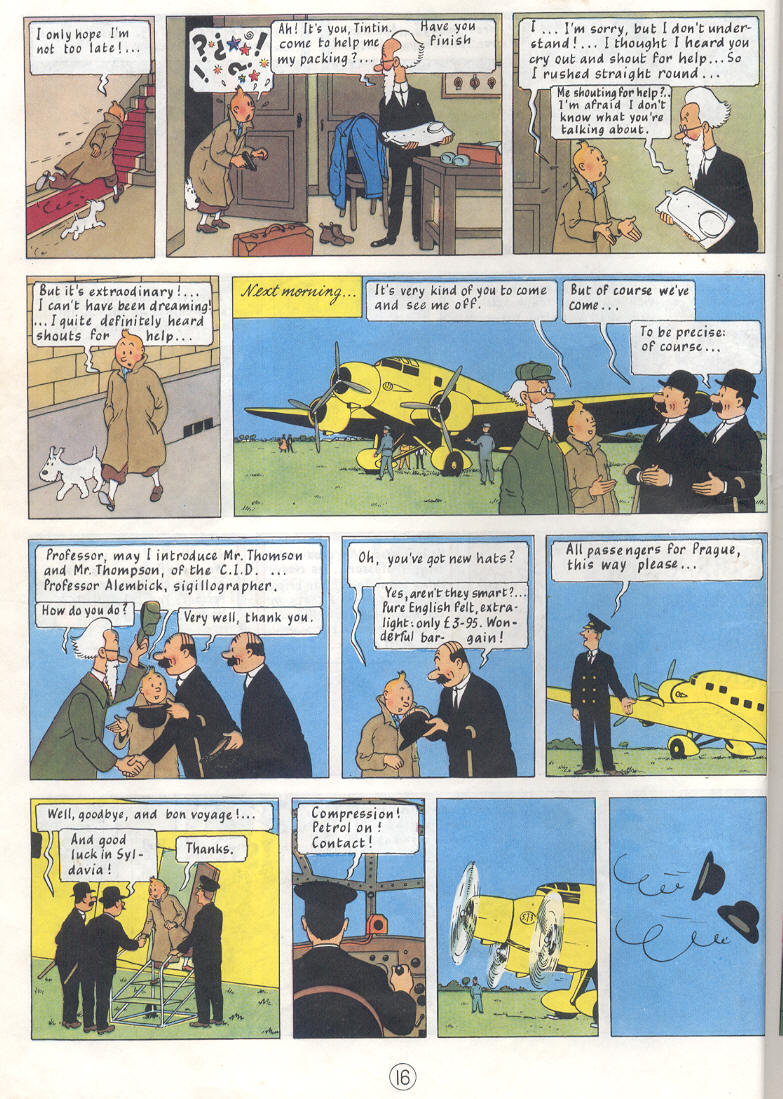 I only hope I'm
not too late!...
Ah! It's you, Tintin. Have you
come to help me finish
my packing?...
I... I'm sorry, but I don't under-
stand!... I thought I heard you
cry out and shout for help...So
I rushed straight round...
Me shouting for help?..
I'm afraid I don't
know what you're
talking about.
But it's extraodinary!...
I can't have been dreaming!
...I quite definitely heard
shouts for help...
Next morning...
It's very kind of you to come
and see me off.
But of course we've
come...
To be precise:
of course...
Professor, may I introduce Mr. Thomson
and Mr. Thompson, of the C.I.D. ...
Professor Alembick, sigillographer.
How do you do?
Very well, thank you.
Oh, you've got new hats?
Yes, aren't they smart?...
Pure English felt, extra-
light: only £3-95. Won-
derful bar- gain!
All passengers for Prague,
this way please...
Well, goodbye, and bon voyage!...
And good
luck in Syl-
davia!
Thanks.
Compression!
Petrol on!
Contact!
16